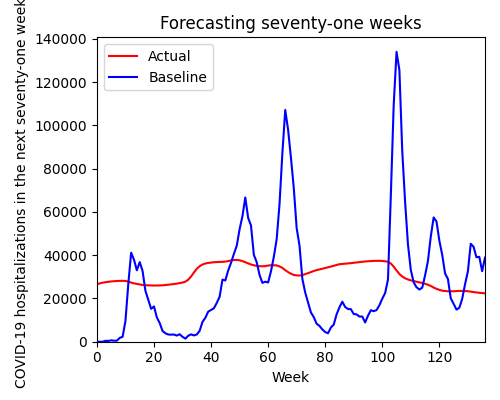 Forecasting seventy-one weeks
COVID-19 hospitalizations in the next seventy-one week
140000
120000
100000
80000
60000
40000
20000
0
Actual
Baseline
0 20 40 60 80 100 120
Week